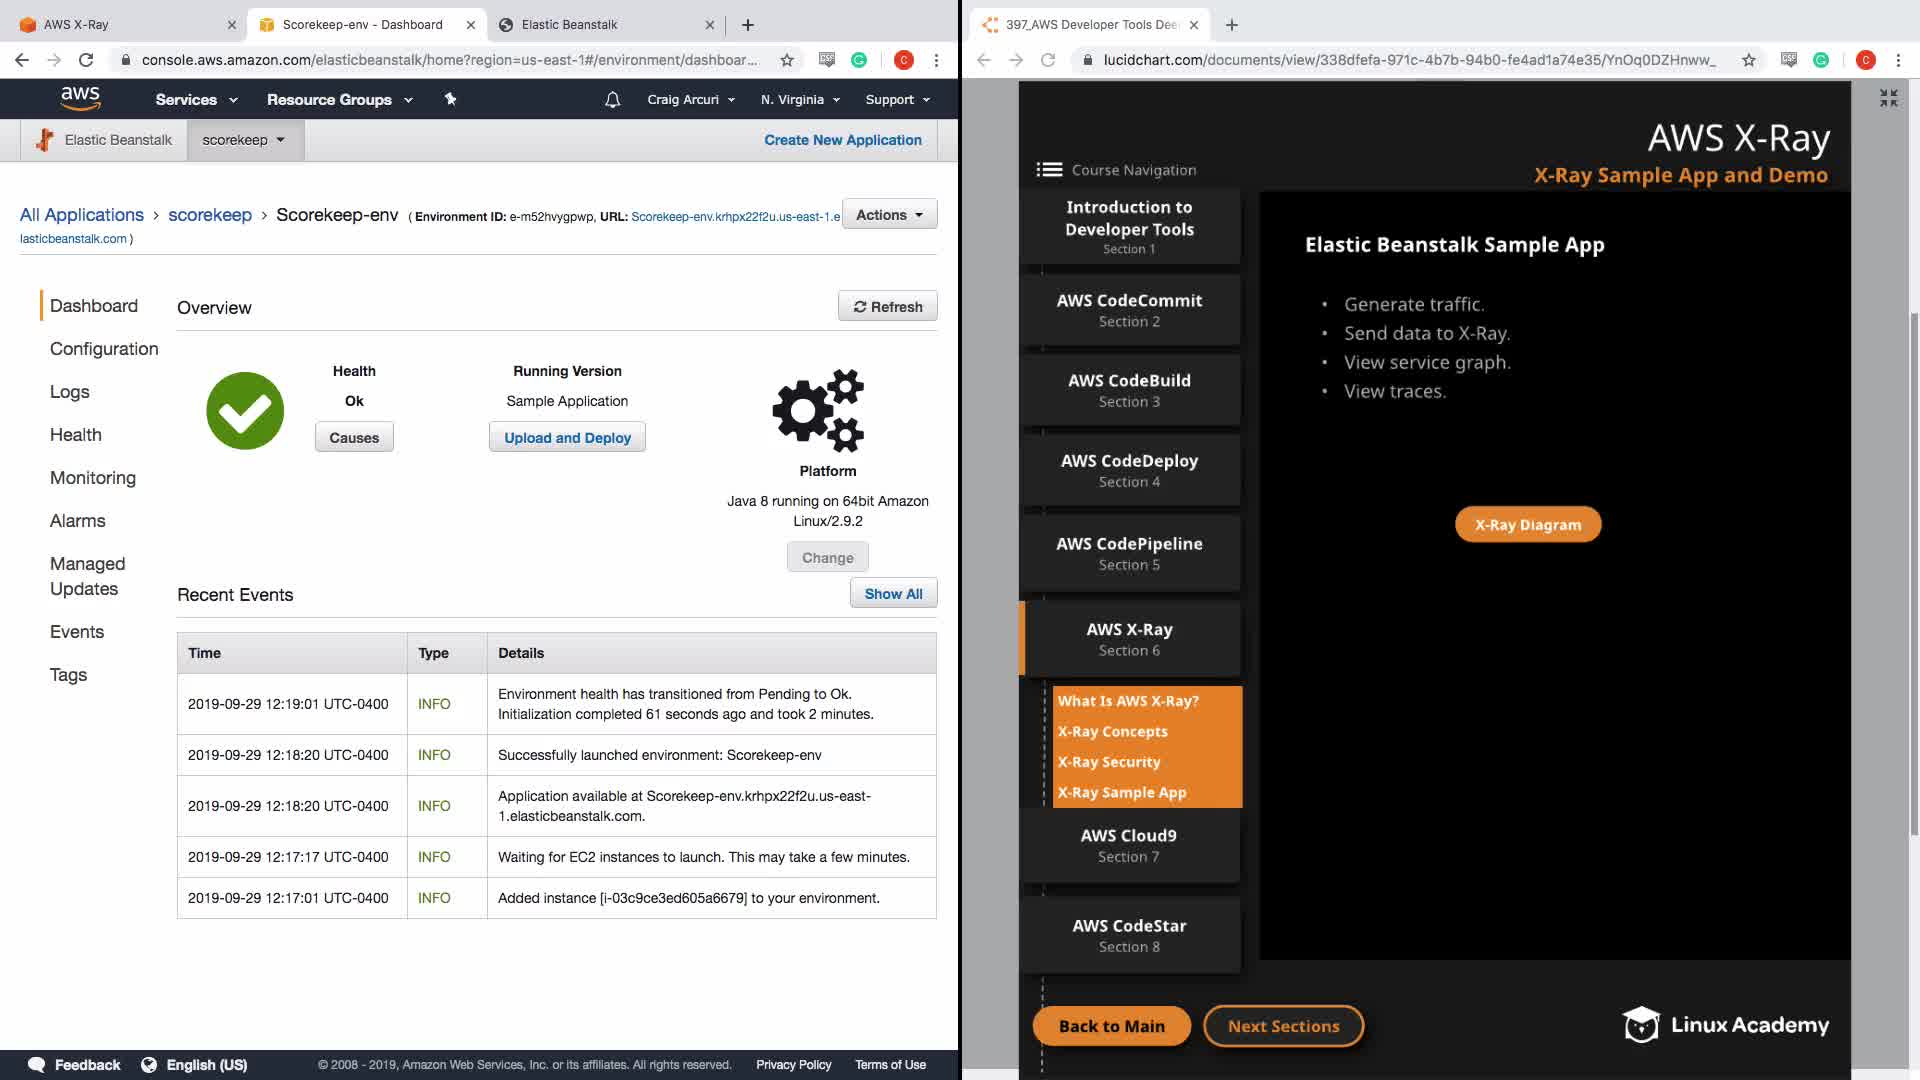 AWS X-Ray
Scorekeep-env - Dashboard
Elastic Beanstalk
console.aws.amazon.com/elasticbeanstalk/home?region=us-east-1#/environment/dashboar...
C
aws
Services
Resource Groups
Craig Arcuri
N. Virginia
Support
Elastic Beanstalk
scorekeep
Create New Application
All Applications > scorekeep > Scorekeep-env ( Environment ID: e-m52hvygpwp, URL: Scorekeep-env.krhpx22f2u.us-east-1.e
lasticbeanstalk.com )
Actions
Dashboard
Configuration
Logs
Health
Monitoring
Alarms
Managed
Updates
Events
Tags
Overview
Refresh
Health
Ok
Causes
Running Version
Sample Application
Upload and Deploy
Platform
Java 8 running on 64bit Amazon
Linux/2.9.2
Change
Recent Events
Show All
Time Type Details
2019-09-29 12:19:01 UTC-0400 INFO Environment health has transitioned from Pending to Ok.
Initialization completed 61 seconds ago and took 2 minutes.
2019-09-29 12:18:20 UTC-0400 INFO Successfully launched environment: Scorekeep-env
2019-09-29 12:18:20 UTC-0400 INFO Application available at Scorekeep-env.krhpx22f2u.us-east-
1.elasticbeanstalk.com.
2019-09-29 12:17:17 UTC-0400 INFO Waiting for EC2 instances to launch. This may take a few minutes.
2019-09-29 12:17:01 UTC-0400 INFO Added instance [i-03c9ce3ed605a6679] to your environment.
Feedback
English (US)
© 2008 - 2019, Amazon Web Services, Inc. or its affiliates. All rights reserved.
Privacy Policy
Terms of Use
397_AWS Developer Tools Dee
lucidchart.com/documents/view/338dfefa-971c-4b7b-94b0-fe4ad1a74e35/YnOq0DZHnww_
C
AWS X-Ray
X-Ray Sample App and Demo
Course Navigation
Introduction to
Developer Tools
Section 1
AWS CodeCommit
Section 2
AWS CodeBuild
Section 3
AWS CodeDeploy
Section 4
AWS CodePipeline
Section 5
AWS X-Ray
Section 6
What Is AWS X-Ray?
X-Ray Concepts
X-Ray Security
X-Ray Sample App
AWS Cloud9
Section 7
AWS CodeStar
Section 8
Elastic Beanstalk Sample App
• Generate traffic.
• Send data to X-Ray.
• View service graph.
• View traces.
X-Ray Diagram
Back to Main
Next Sections
Linux Academy